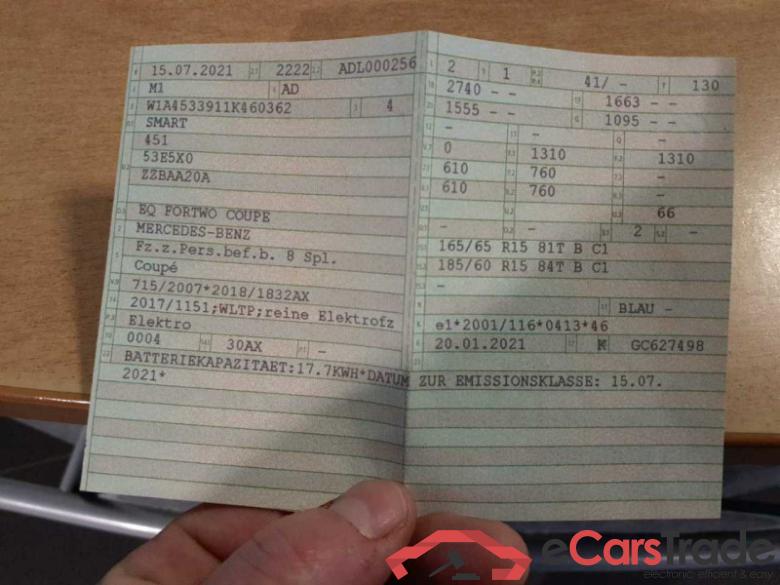 15.07.2021 2222 ADL000256
M1 AD
W1A4533911K460362 4
SMART
451
53E5X0
ZZBAA20A
EQ FORTWO COUPE
MERCEDES-BENZ
Fz.z.Pers.bef.b. 8 Spl.
Coupé
715/2007*2018/1832AX
2017/1151;WLTP;reine Elektrofz
Elektro
0004 30AX -
BATTERIEKAPAZITAET:17.7KWH*DATUM ZUR EMISSIONSKLASSE: 15.07.
2021*
2 1 41/ - 130
2740 - - 1663 - -
1555 - - 1095 - -
- - -
0 1310 1310
610 760 -
610 760 -
66
- - 2 -
165/65 R15 81T B C1
185/60 R15 84T B C1
-
BLAU -
e1*2001/116*0413*46
20.01.2021 K GC627498
eCarsTrade
electronic, efficient & easy